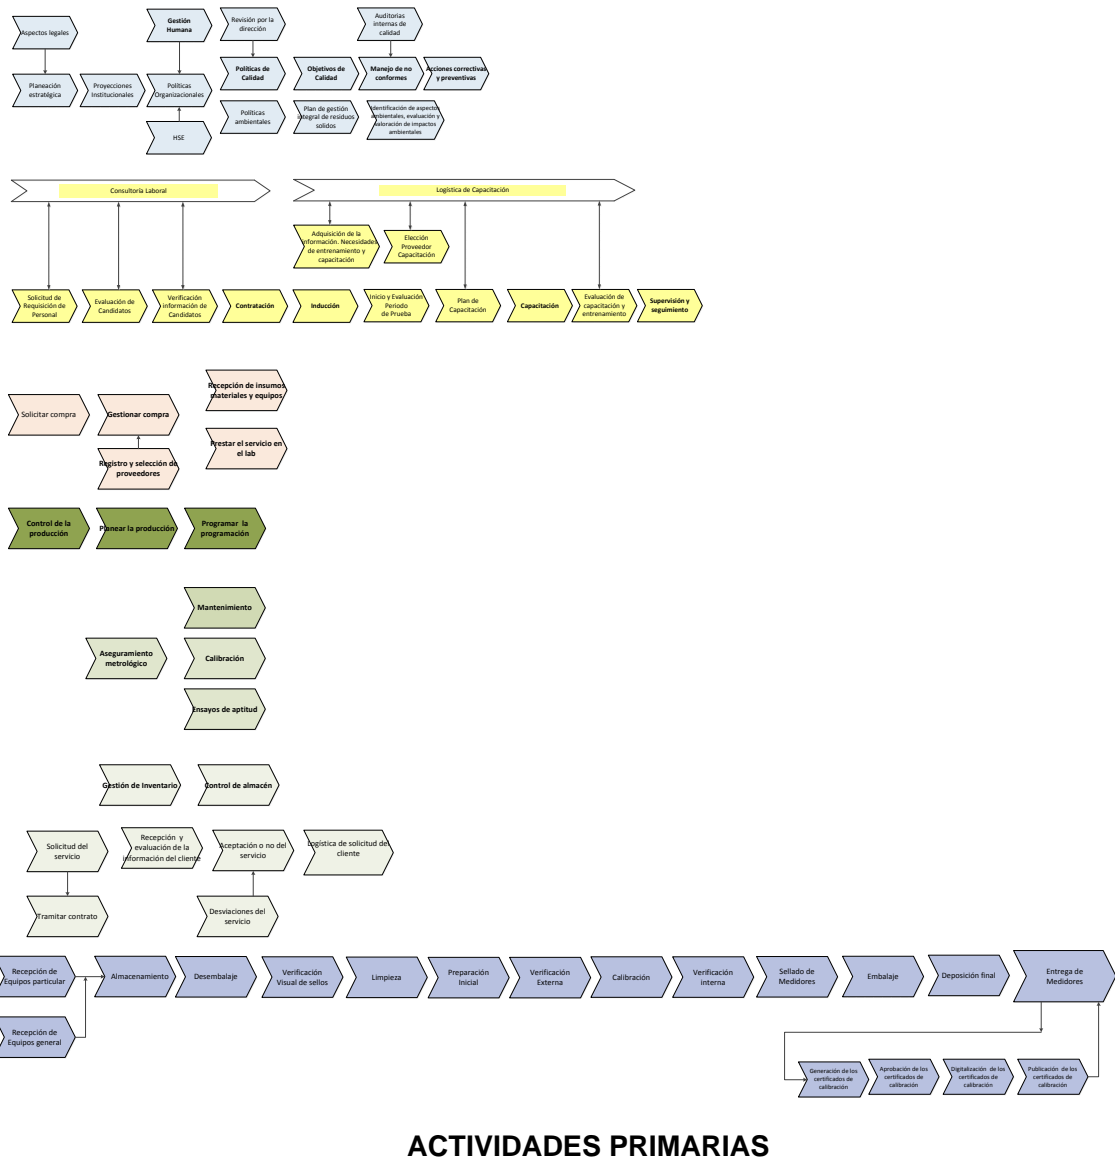 Aspectos legales
Gestión
Humana
Revisión por la
dirección
Auditorias
internas de
calidad
Planeación
estratégica
Proyecciones
Institucionales
Políticas
Organizacionales
Políticas de
Calidad
Objetivos de
Calidad
Manejo de no
conformes
Acciones correctivas
y preventivas
HSE
Políticas
ambientales
Plan de gestión
integral de residuos
solidos
Identificación de aspectos
ambientales, evaluación y
valoración de impactos
ambientales
Consultoría Laboral
Logística de Capacitación
Adquisición de la
información. Necesidades
de entrenamiento y
capacitación
Elección
Proveedor
Capacitación
Solicitud de
Requisición de
Personal
Evaluación de
Candidatos
Verificación
información de
Candidatos
Contratación
Inducción
Inicio y Evaluación
Periodo
de Prueba
Plan de
Capacitación
Capacitación
Evaluación de
capacitación y
entrenamiento
Supervisión y
seguimiento
Solicitar compra
Gestionar compra
Recepción de insumos
materiales y equipos
Registro y selección de
proveedores
Prestar el servicio en
el lab
Control de la
producción
Planear la producción
Programar la
programación
Mantenimiento
Aseguramiento
metrológico
Calibración
Ensayos de aptitud
Gestión de Inventario
Control de almacén
Solicitud del
servicio
Recepción y
evaluación de la
información del cliente
Aceptación o no del
servicio
Logística de solicitud del
cliente
Tramitar contrato
Desviaciones del
servicio
Recepción de
Equipos particular
Almacenamiento
Desembalaje
Verificación
Visual de sellos
Limpieza
Preparación
Inicial
Verificación
Externa
Calibración
Verificación
interna
Sellado de
Medidores
Embalaje
Deposición final
Entrega de
Medidores
Recepción de
Equipos general
Generación de los
certificados de
calibración
Aprobación de los
certificados de
calibración
Digitalización de los
certificados de
calibración
Publicación de los
certificados de
calibración
ACTIVIDADES PRIMARIAS